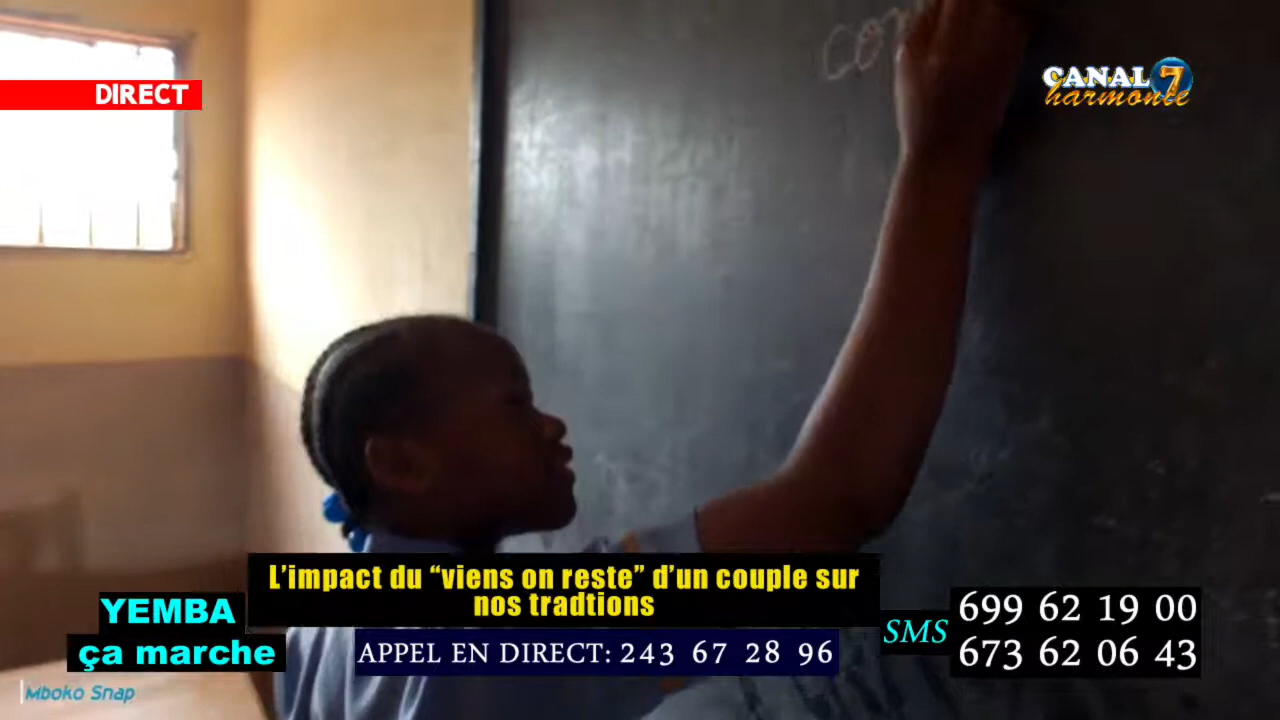 CO
DIRECT
CANAL 7
harmonie
L'impact du “viens on reste” d'un couple sur
nos tradtions
YEMBA
ça marche
APPEL EN DIRECT: 243 67 28 96
SMS
699 62 19 00
673 62 06 43
Mboko Snap